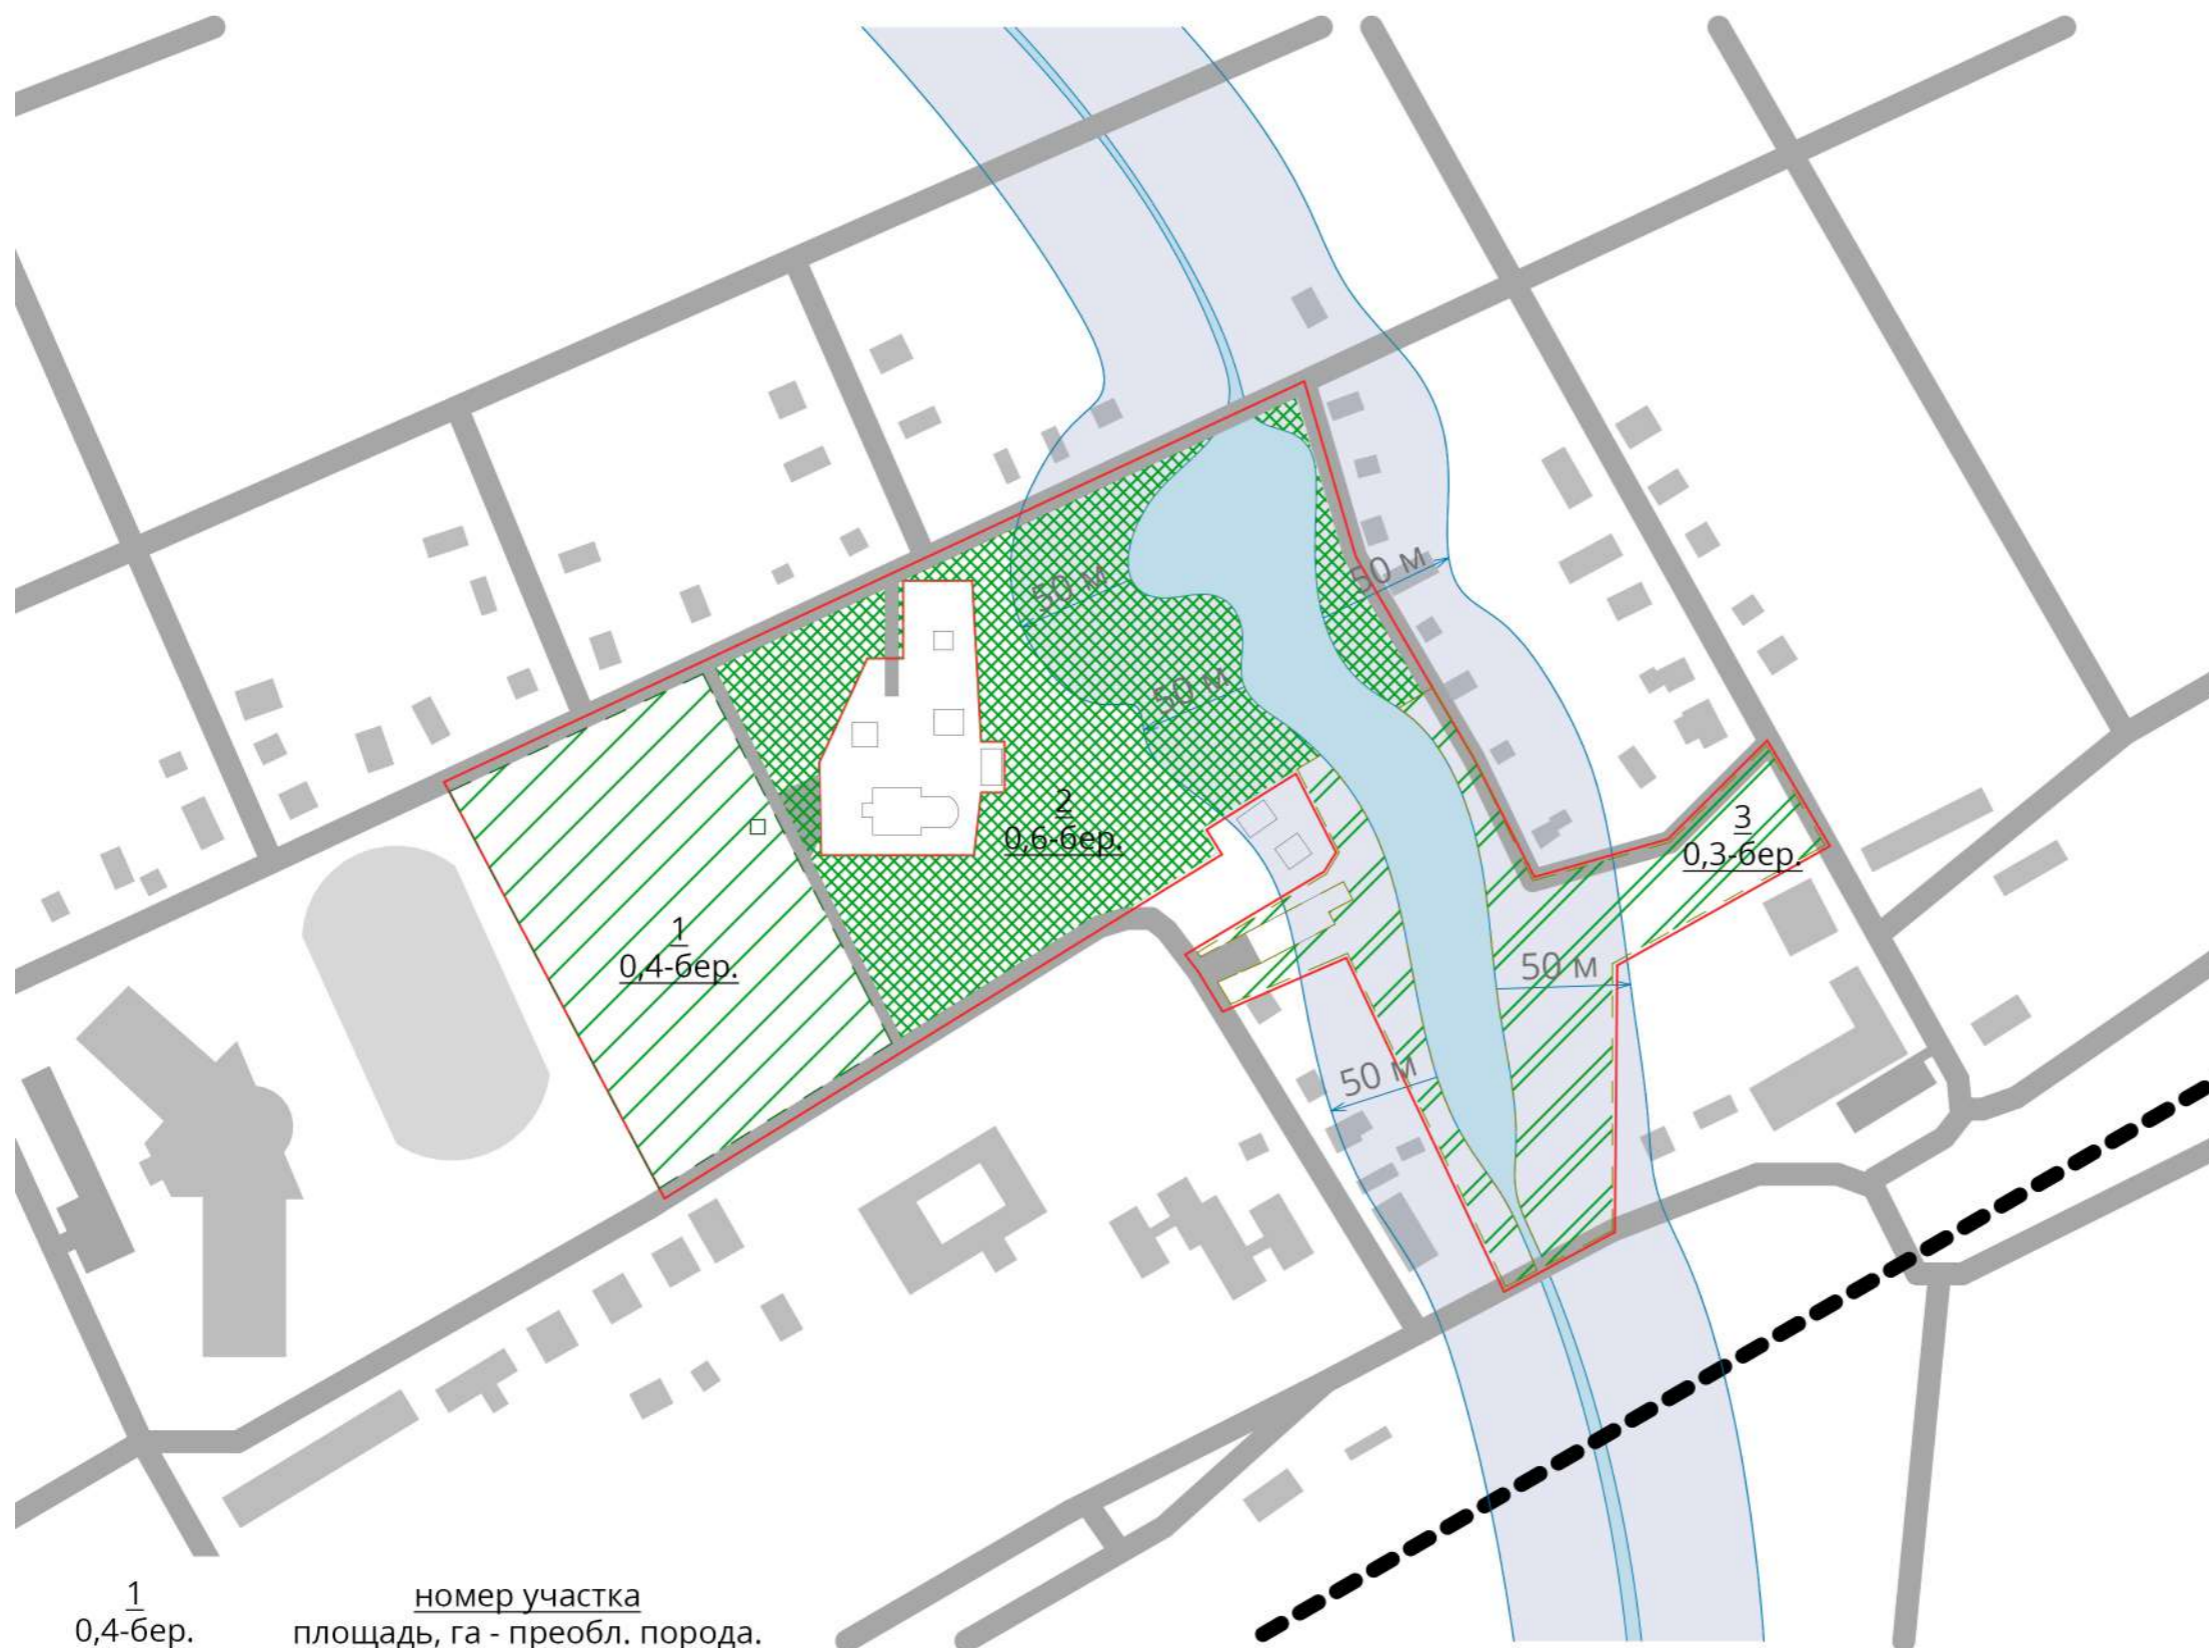 50 м
50 м
50 м
2
0,6-бер.
3
0,3-бер.
1
0,4-бер.
50 м
50 м
1
0,4-бер.
номер участка
площадь, га - преобл. порода.